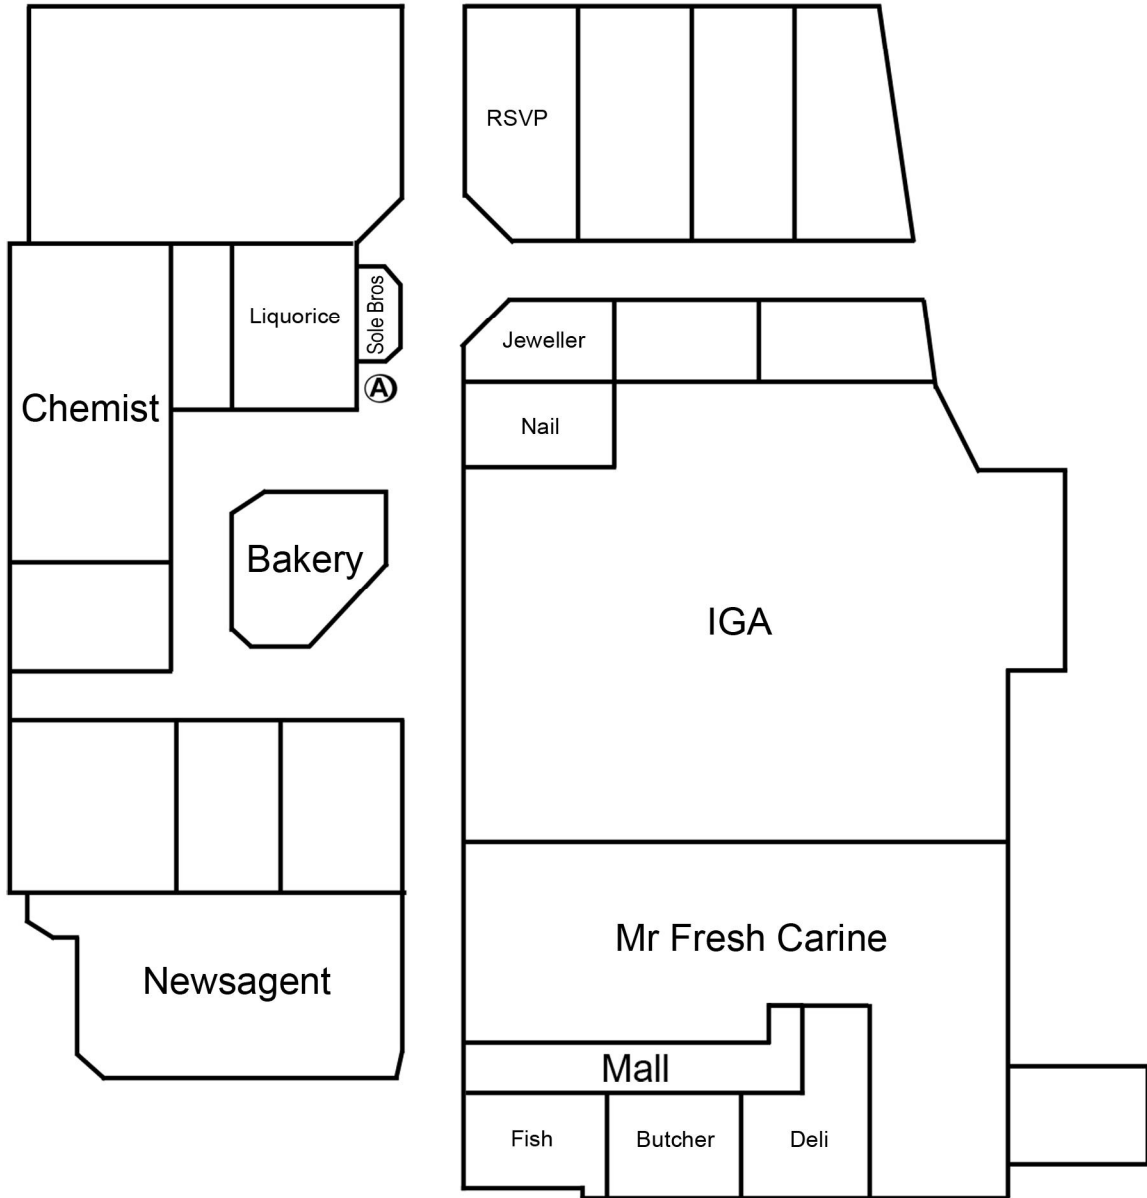 RSVP
Liquorice
Sole Bros
Jeweller
A
Chemist
Nail
Bakery
IGA
Mr Fresh Carine
Newsagent
Mall
Fish
Butcher
Deli